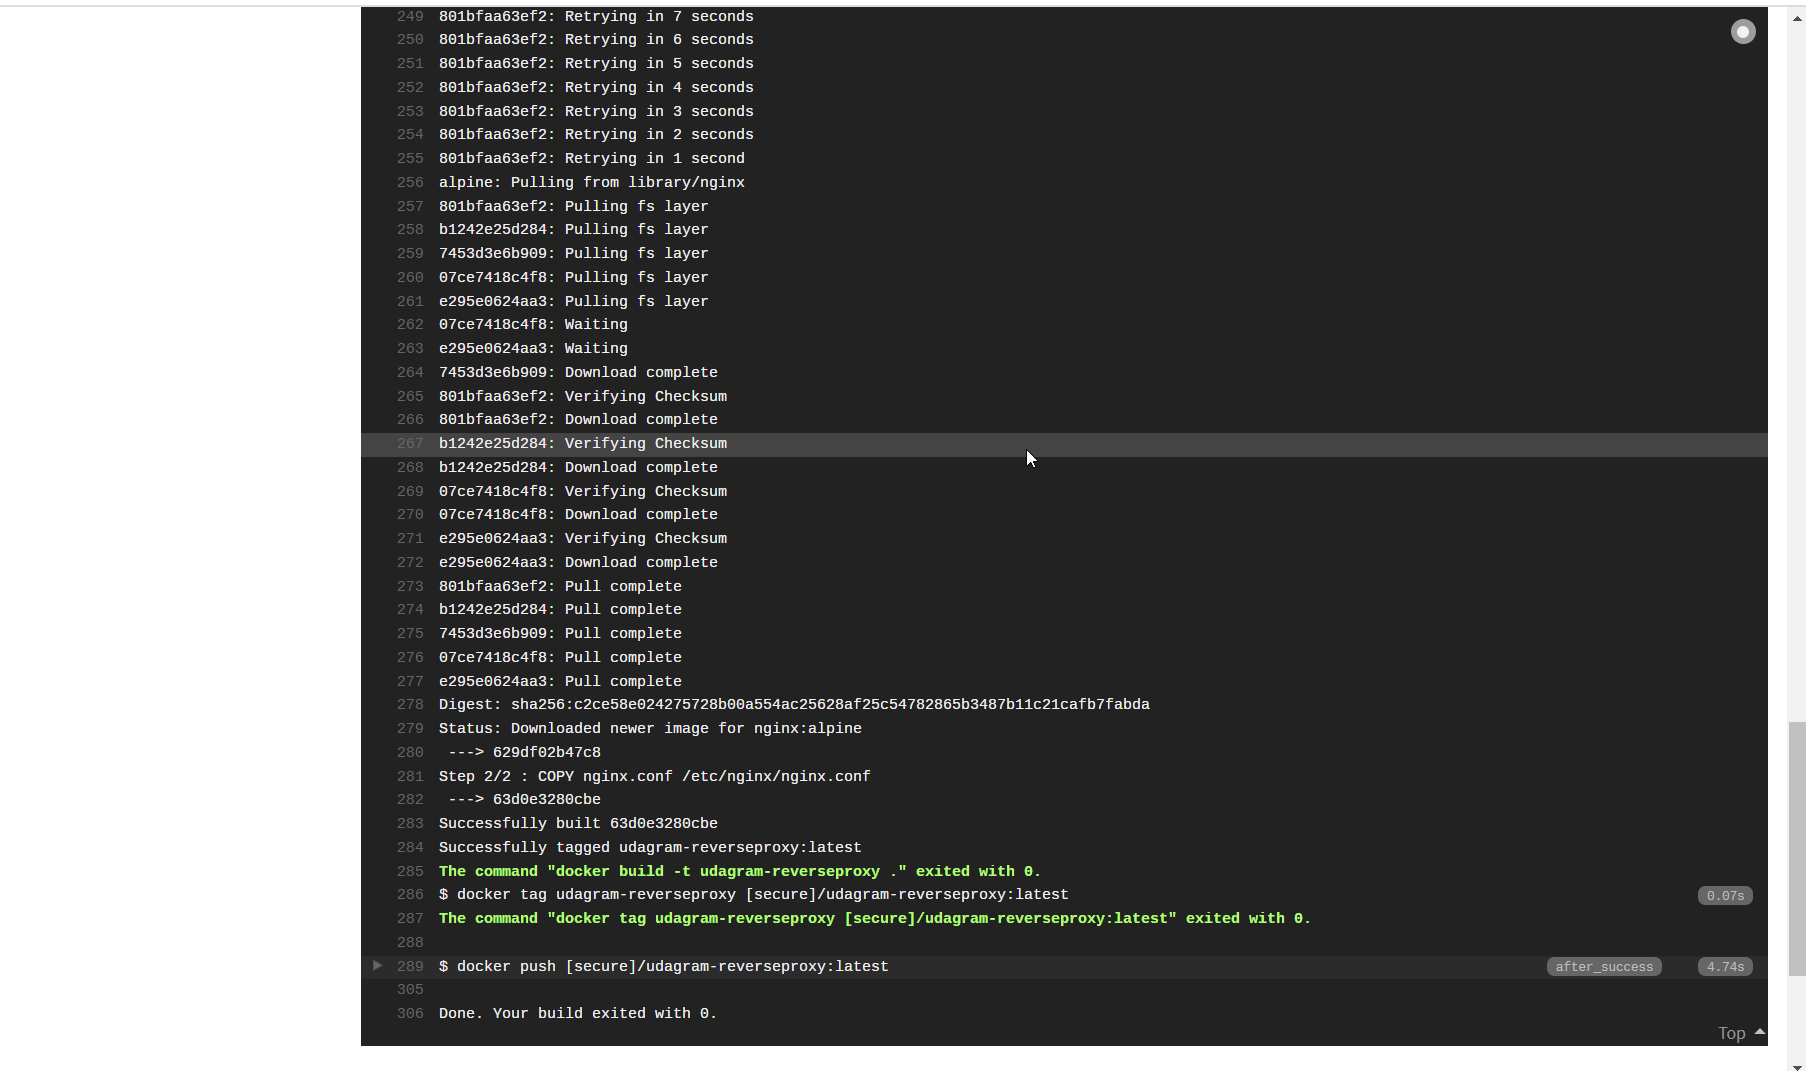 249 801bfaa63ef2: Retrying in 7 seconds
250 801bfaa63ef2: Retrying in 6 seconds
251 801bfaa63ef2: Retrying in 5 seconds
252 801bfaa63ef2: Retrying in 4 seconds
253 801bfaa63ef2: Retrying in 3 seconds
254 801bfaa63ef2: Retrying in 2 seconds
255 801bfaa63ef2: Retrying in 1 second
256 alpine: Pulling from library/nginx
257 801bfaa63ef2: Pulling fs layer
258 b1242e25d284: Pulling fs layer
259 7453d3e6b909: Pulling fs layer
260 07ce7418c4f8: Pulling fs layer
261 e295e0624aa3: Pulling fs layer
262 07ce7418c4f8: Waiting
263 e295e0624aa3: Waiting
264 7453d3e6b909: Download complete
265 801bfaa63ef2: Verifying Checksum
266 801bfaa63ef2: Download complete
267 b1242e25d284: Verifying Checksum
268 b1242e25d284: Download complete
269 07ce7418c4f8: Verifying Checksum
270 07ce7418c4f8: Download complete
271 e295e0624aa3: Verifying Checksum
272 e295e0624aa3: Download complete
273 801bfaa63ef2: Pull complete
274 b1242e25d284: Pull complete
275 7453d3e6b909: Pull complete
276 07ce7418c4f8: Pull complete
277 e295e0624aa3: Pull complete
278 Digest: sha256:c2ce58e024275728b00a554ac25628af25c54782865b3487b11c21cafb7fabda
279 Status: Downloaded newer image for nginx:alpine
280 ---> 629df02b47c8
281 Step 2/2 : COPY nginx.conf /etc/nginx/nginx.conf
282 ---> 63d0e3280cbe
283 Successfully built 63d0e3280cbe
284 Successfully tagged udagram-reverseproxy:latest
285 The command "docker build -t udagram-reverseproxy ." exited with 0.
286 $ docker tag udagram-reverseproxy [secure]/udagram-reverseproxy:latest 0.07s
287 The command "docker tag udagram-reverseproxy [secure]/udagram-reverseproxy:latest" exited with 0.
288
289 $ docker push [secure]/udagram-reverseproxy:latest after_success 4.74s
305
306 Done. Your build exited with 0.
Top